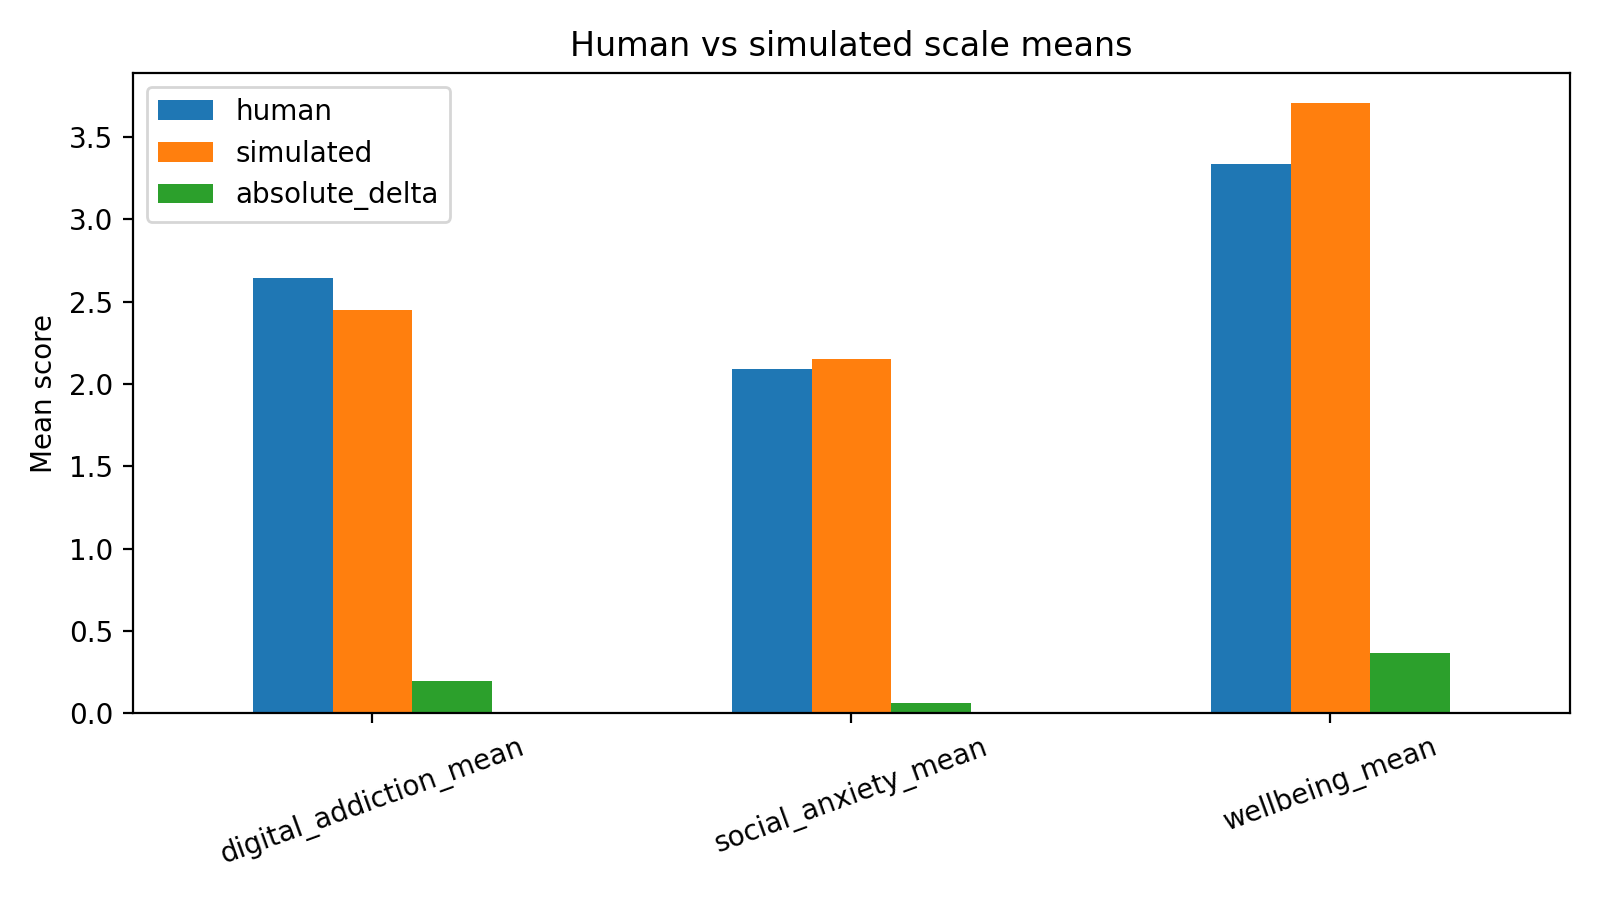 Human vs simulated scale means
human
simulated
absolute_delta
Mean score
3.5
3.0
2.5
2.0
1.5
1.0
0.5
0.0
digital_addiction_mean
social_anxiety_mean
wellbeing_mean